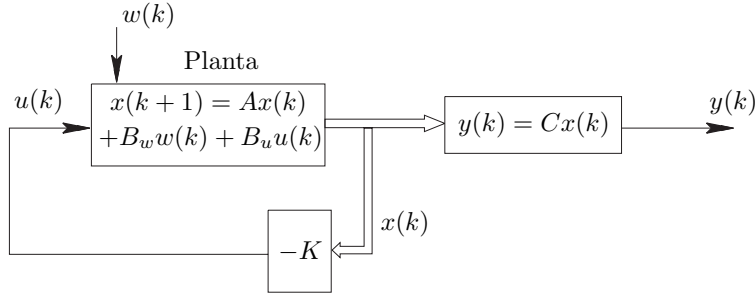 w(k)
Planta
u(k)
x(k + 1) = Ax(k)
+B_w w(k) + B_u u(k)
y(k) = Cx(k)
y(k)
x(k)
−K